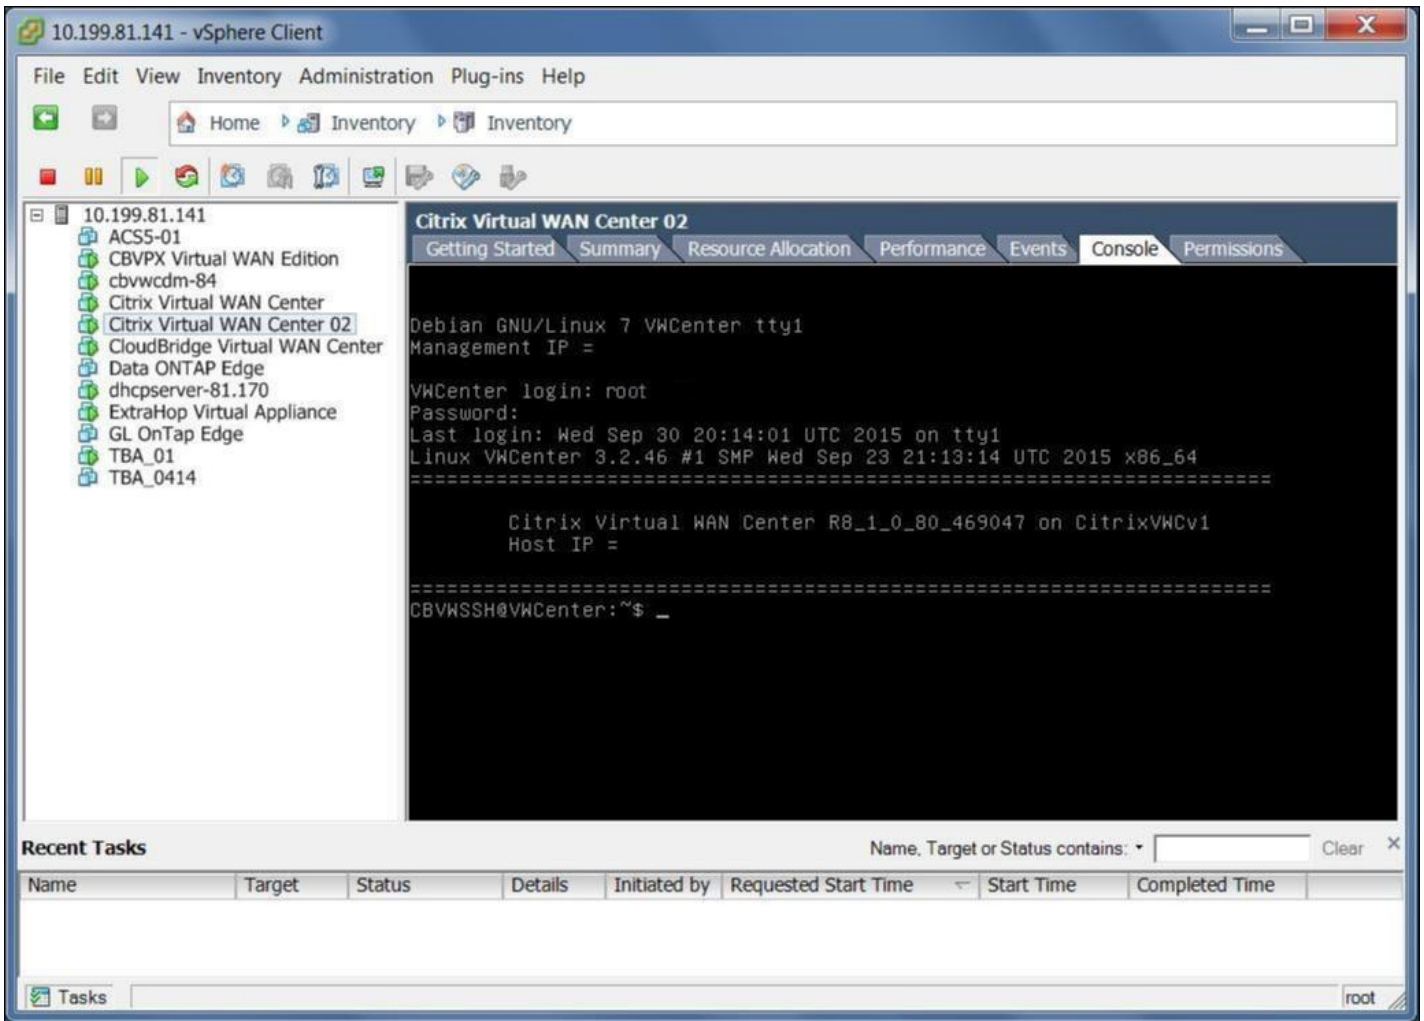 10.199.81.141 - vSphere Client
File Edit View Inventory Administration Plug-ins Help
Home Inventory Inventory
10.199.81.141
ACS5-01
CBVPX Virtual WAN Edition
cbvwcdm-84
Citrix Virtual WAN Center
Citrix Virtual WAN Center 02
CloudBridge Virtual WAN Center
Data ONTAP Edge
dhcpserver-81.170
ExtraHop Virtual Appliance
GL OnTap Edge
TBA_01
TBA_0414
Citrix Virtual WAN Center 02
Getting Started Summary Resource Allocation Performance Events Console Permissions
Debian GNU/Linux 7 VWCenter tty1
Management IP =
VWCenter login: root
Password:
Last login: Wed Sep 30 20:14:01 UTC 2015 on tty1
Linux VWCenter 3.2.46 #1 SMP Wed Sep 23 21:13:14 UTC 2015 x86_64
======================================================================
Citrix Virtual WAN Center R8_1_0_80_469047 on CitrixVWCv1
Host IP =
======================================================================
CBVWSSH@VWCenter:~$ _
Recent Tasks Name, Target or Status contains: Clear
Name Target Status Details Initiated by Requested Start Time Start Time Completed Time
Tasks root